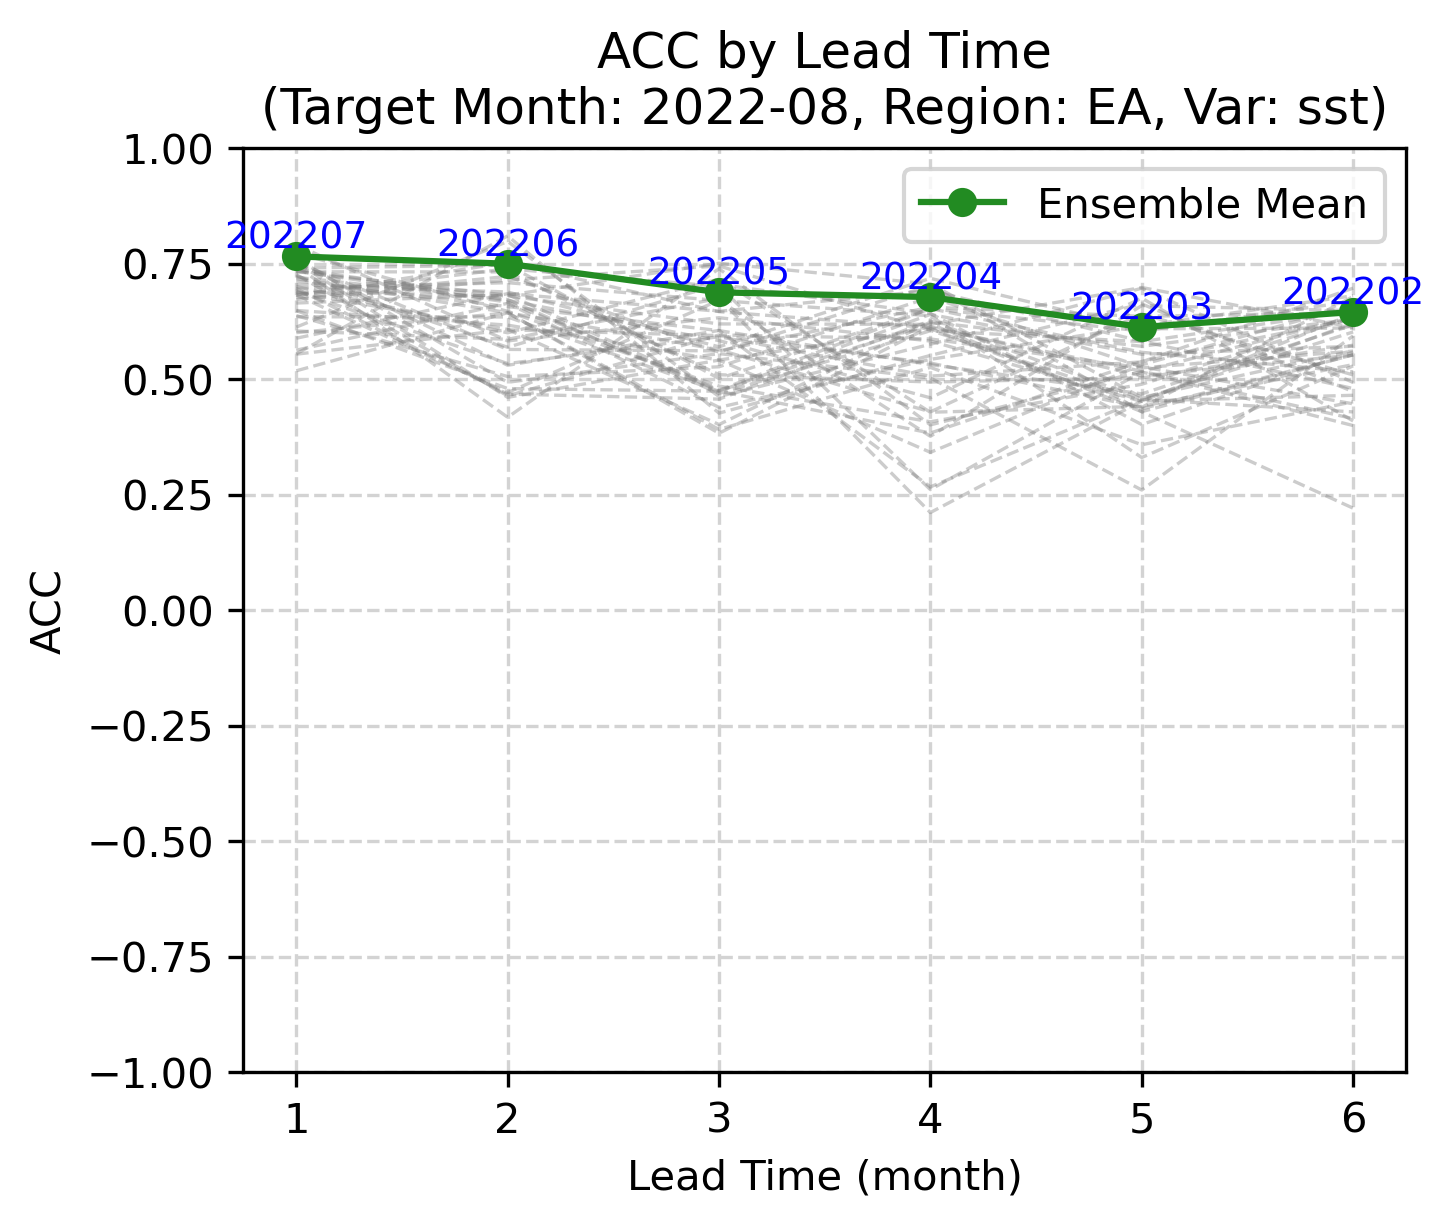 ACC by Lead Time
(Target Month: 2022-08, Region: EA, Var: sst)
Ensemble Mean
202207
202206
202205
202204
202203
202202
ACC
1.00
0.75
0.50
0.25
0.00
−0.25
−0.50
−0.75
−1.00
1 2 3 4 5 6
Lead Time (month)